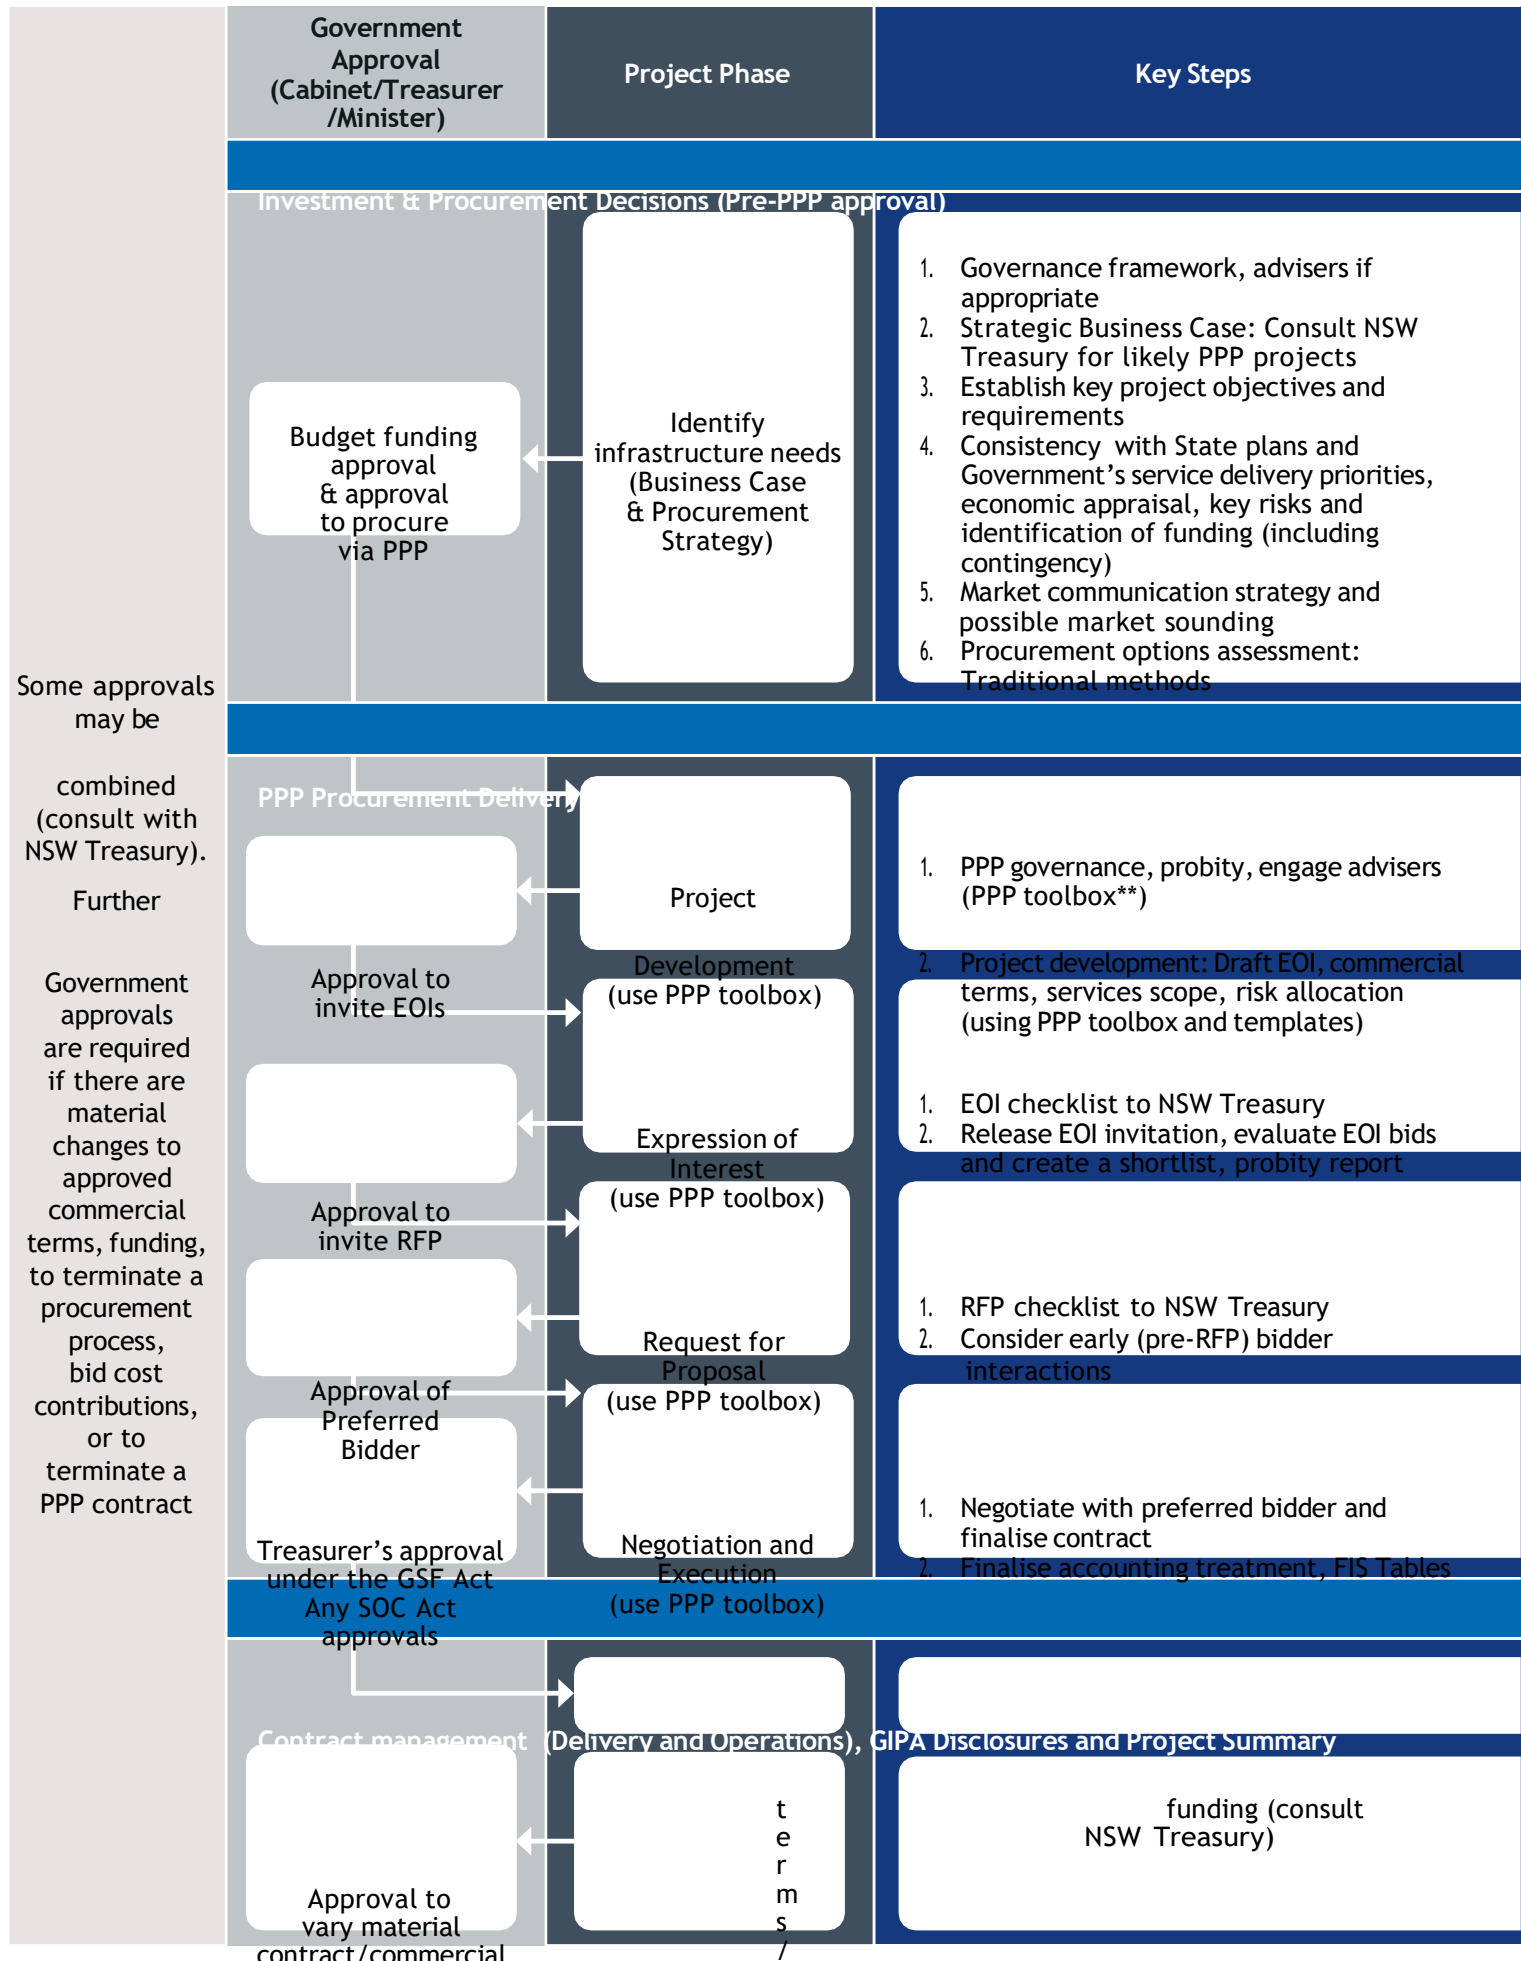 Government
Approval
(Cabinet/Treasurer
/Minister)
Project Phase
Key Steps
Investment & Procurement Decisions (Pre-PPP approval)
Budget funding
approval
& approval
to procure
via PPP
Identify
infrastructure needs
(Business Case
& Procurement
Strategy)
1. Governance framework, advisers if
appropriate
2. Strategic Business Case: Consult NSW
Treasury for likely PPP projects
3. Establish key project objectives and
requirements
4. Consistency with State plans and
Government's service delivery priorities,
economic appraisal, key risks and
identification of funding (including
contingency)
5. Market communication strategy and
possible market sounding
6. Procurement options assessment:
Traditional methods
Some approvals
may be
combined
(consult with
NSW Treasury).
Further
Government
approvals
are required
if there are
material
changes to
approved
commercial
terms, funding,
to terminate a
procurement
process,
bid cost
contributions,
or to
terminate a
PPP contract
PPP Procurement Delivery
Project
Development
(use PPP toolbox)
1. PPP governance, probity, engage advisers
(PPP toolbox**)
2. Project development: Draft EOI, commercial
terms, services scope, risk allocation
(using PPP toolbox and templates)
Approval to
invite EOIs
Expression of
Interest
(use PPP toolbox)
1. EOI checklist to NSW Treasury
2. Release EOI invitation, evaluate EOI bids
and create a shortlist, probity report
Approval to
invite RFP
Request for
Proposal
(use PPP toolbox)
1. RFP checklist to NSW Treasury
2. Consider early (pre-RFP) bidder
interactions
Approval of
Preferred
Bidder
Negotiation and
Execution
(use PPP toolbox)
1. Negotiate with preferred bidder and
finalise contract
2. Finalise accounting treatment, FIS Tables
Treasurer's approval
under the GSF Act
Any SOC Act
approvals
Contract management (Delivery and Operations), GIPA Disclosures and Project Summary
t
e
r
m
s
/
funding (consult
NSW Treasury)
Approval to
vary material
contract/commercial